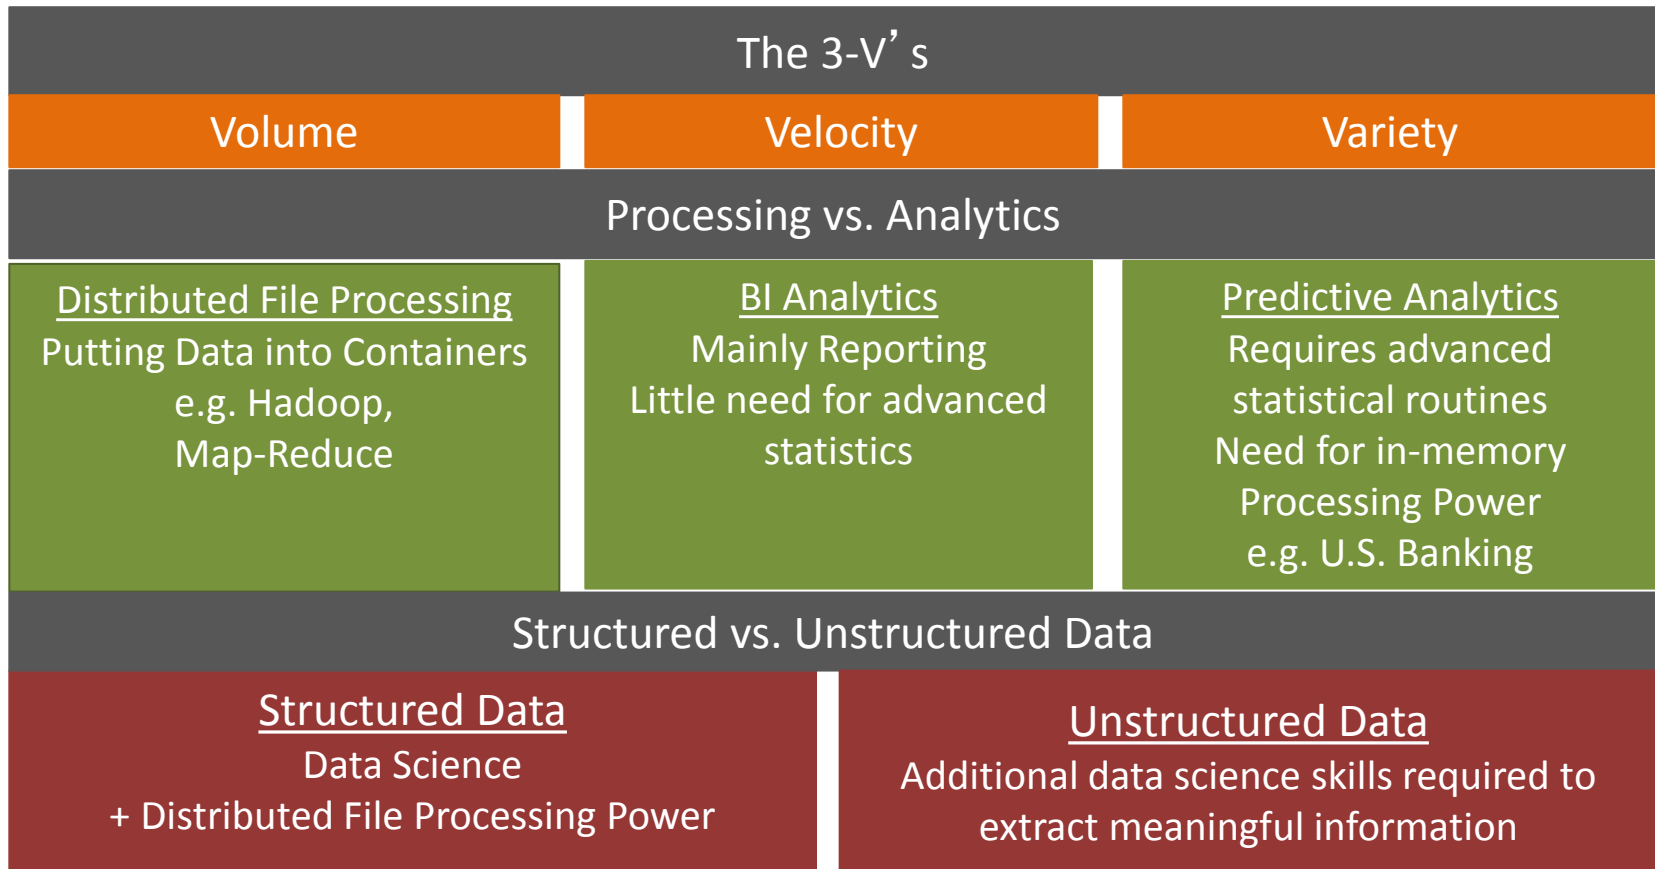 The 3-V’s
Volume
Velocity
Variety
Processing vs. Analytics
Distributed File Processing
Putting Data into Containers
e.g. Hadoop,
Map-Reduce
BI Analytics
Mainly Reporting
Little need for advanced
statistics
Predictive Analytics
Requires advanced
statistical routines
Need for in-memory
Processing Power
e.g. U.S. Banking
Structured vs. Unstructured Data
Structured Data
Data Science
+ Distributed File Processing Power
Unstructured Data
Additional data science skills required to
extract meaningful information